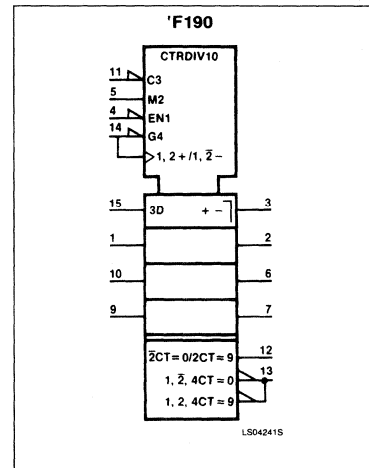 'F190
CTRDIV10
11 C3
5 M2
4 EN1
14 G4
1, 2 + /1, 2̅ −
15 3D + − 3
1 2
10 6
9 7
2̅CT = 0/2CT = 9 12
1, 2̅, 4CT = 0 13
1, 2, 4CT = 9
LS04241S